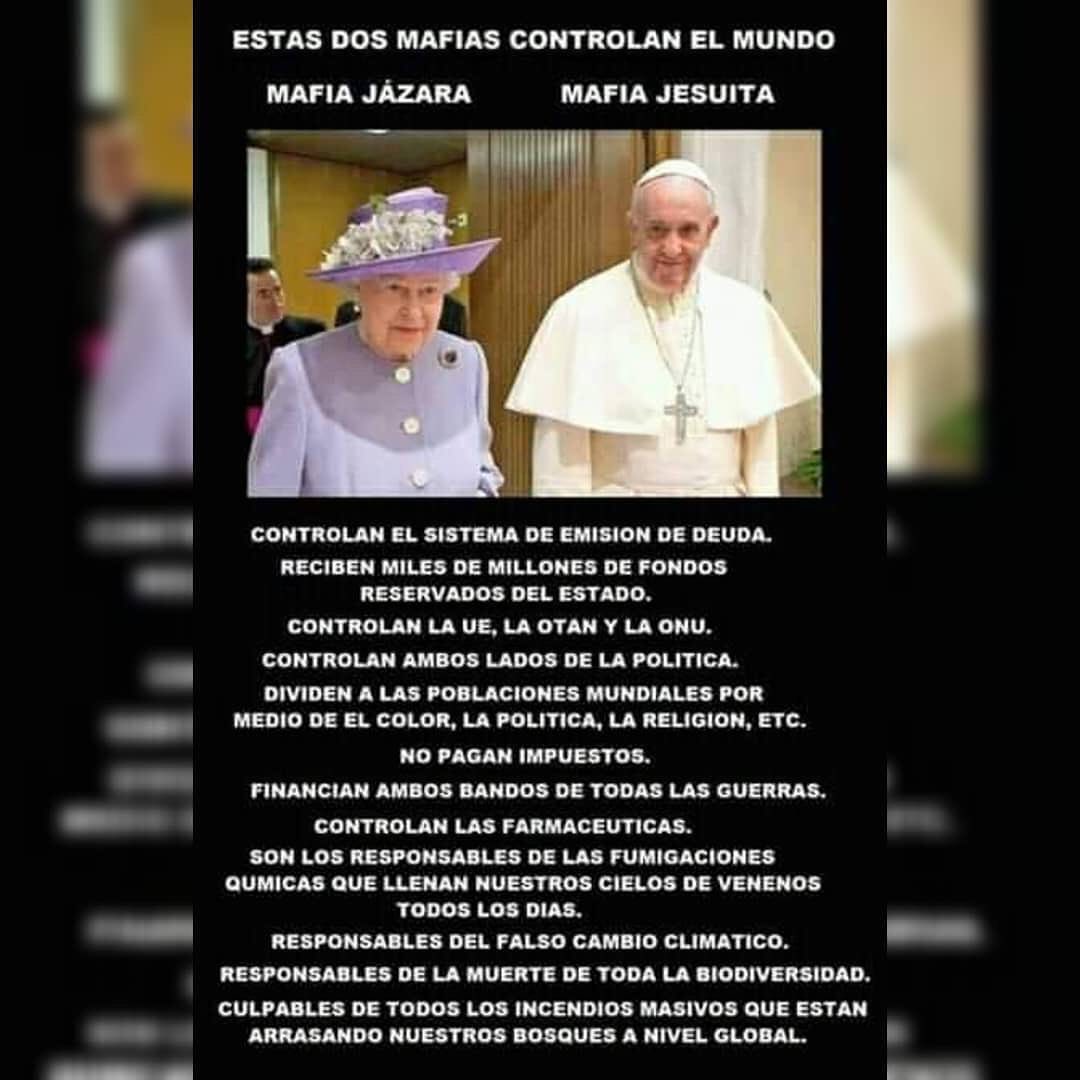 ESTAS DOS MAFIAS CONTROLAN EL MUNDO
MAFIA JÁZARA MAFIA JESUITA
CONTROLAN EL SISTEMA DE EMISION DE DEUDA.
RECIBEN MILES DE MILLONES DE FONDOS
RESERVADOS DEL ESTADO.
CONTROLAN LA UE, LA OTAN Y LA ONU.
CONTROLAN AMBOS LADOS DE LA POLITICA.
DIVIDEN A LAS POBLACIONES MUNDIALES POR
MEDIO DE EL COLOR, LA POLITICA, LA RELIGION, ETC.
NO PAGAN IMPUESTOS.
FINANCIAN AMBOS BANDOS DE TODAS LAS GUERRAS.
CONTROLAN LAS FARMACEUTICAS.
SON LOS RESPONSABLES DE LAS FUMIGACIONES
QUMICAS QUE LLENAN NUESTROS CIELOS DE VENENOS
TODOS LOS DIAS.
RESPONSABLES DEL FALSO CAMBIO CLIMATICO.
RESPONSABLES DE LA MUERTE DE TODA LA BIODIVERSIDAD.
CULPABLES DE TODOS LOS INCENDIOS MASIVOS QUE ESTAN
ARRASANDO NUESTROS BOSQUES A NIVEL GLOBAL.